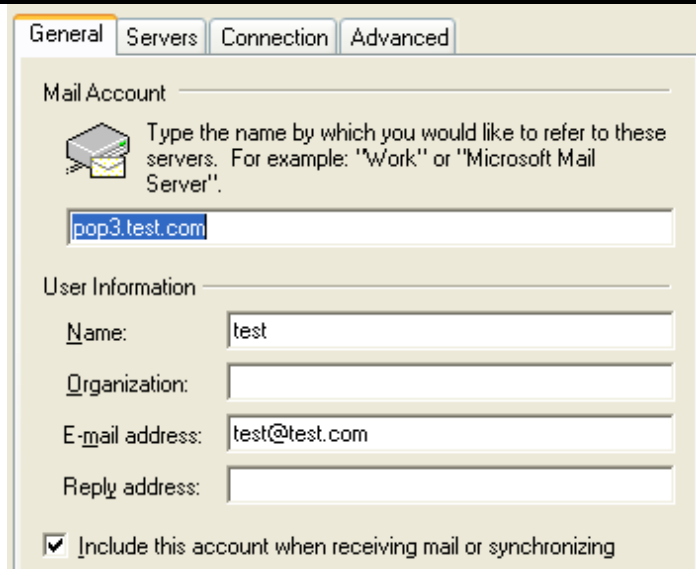 General Servers Connection Advanced
Mail Account
Type the name by which you would like to refer to these
servers. For example: "Work" or "Microsoft Mail
Server".
pop3.test.com
User Information
Name: test
Organization:
E-mail address: test@test.com
Reply address:
Include this account when receiving mail or synchronizing